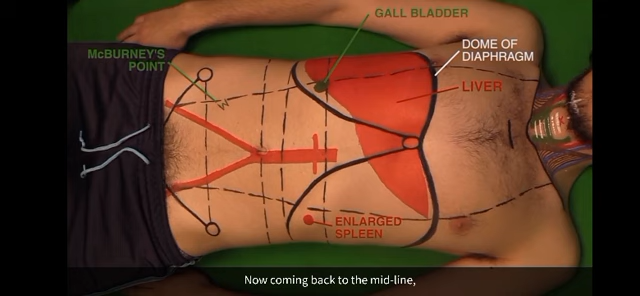 GALL BLADDER
McBURNEY'S
POINT
DOME OF
DIAPHRAGM
LIVER
ENLARGED
SPLEEN
Now coming back to the mid-line,